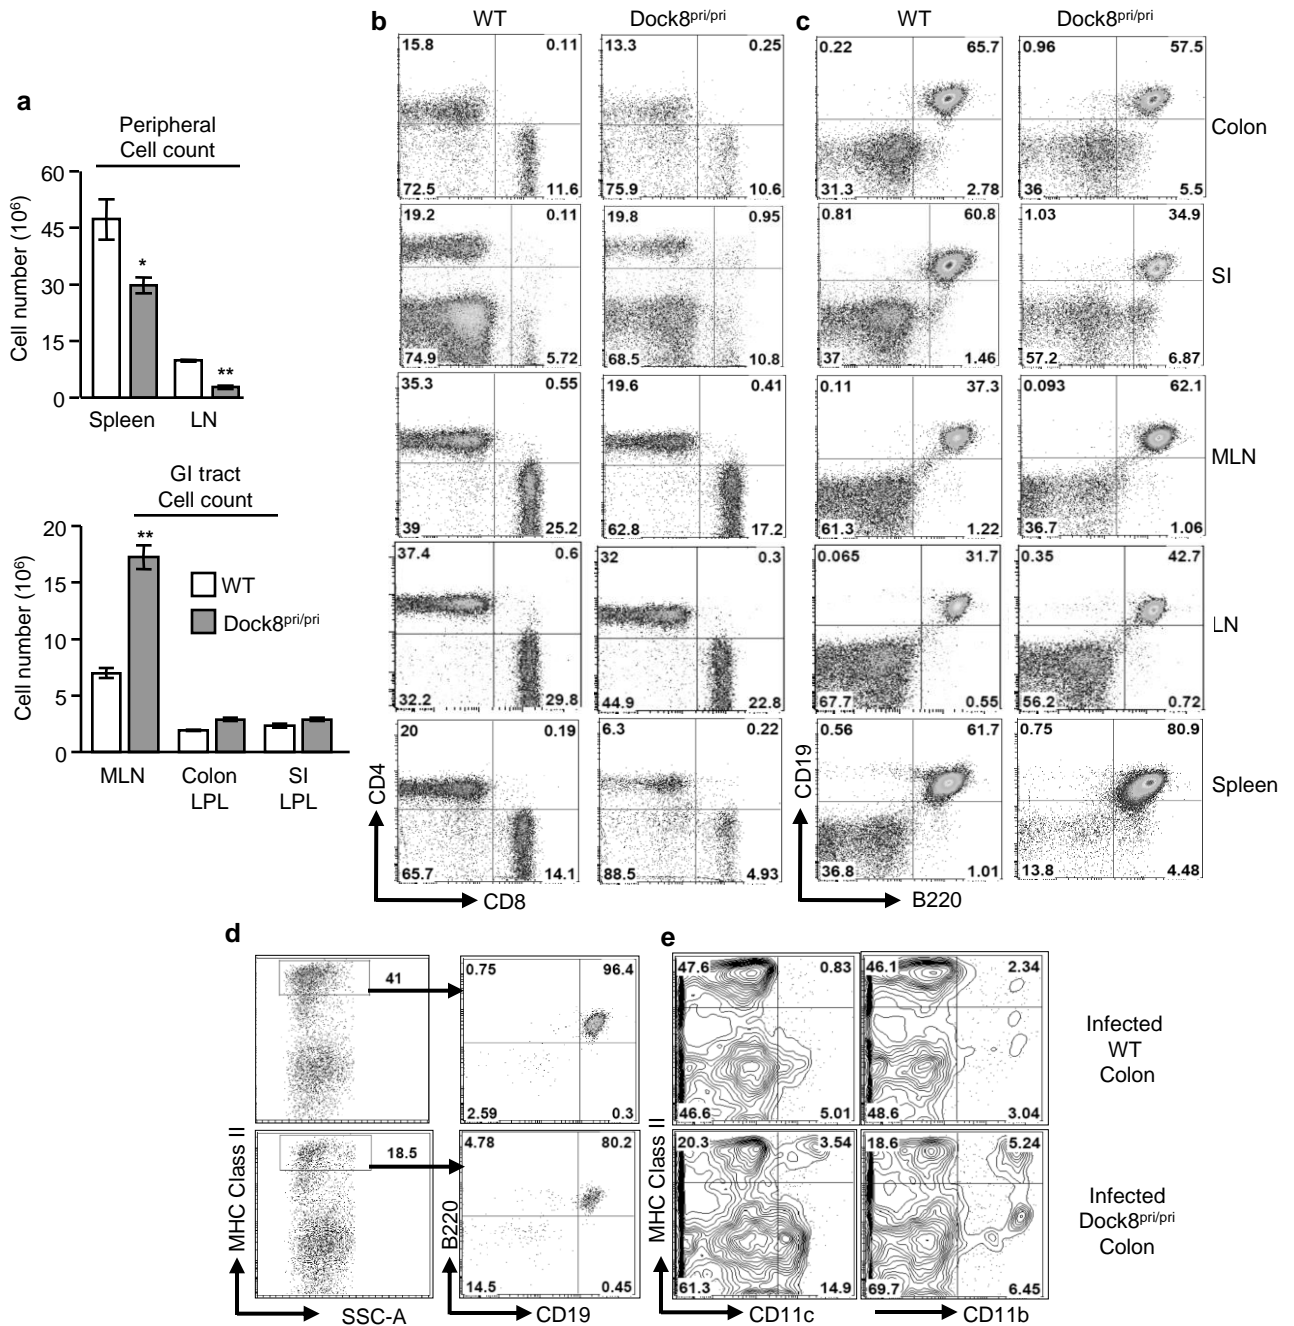 a
Peripheral
Cell count
Cell number (10⁶)
60
45
30
15
0
*
**
Spleen LN
GI tract
Cell count
Cell number (10⁶)
20
15
10
5
0
**
WT
Dock8pri/pri
MLN Colon SI
LPL LPL
b
WT Dock8pri/pri
15.8 0.11 13.3 0.25
72.5 11.6 75.9 10.6
19.2 0.11 19.8 0.95
74.9 5.72 68.5 10.8
35.3 0.55 19.6 0.41
39 25.2 62.8 17.2
37.4 0.6 32 0.3
32.2 29.8 44.9 22.8
20 0.19 6.3 0.22
65.7 14.1 88.5 4.93
CD4
CD8
c
WT Dock8pri/pri
0.22 65.7 0.96 57.5
Colon
31.3 2.78 36 5.5
0.81 60.8 1.03 34.9
SI
37 1.46 57.2 6.87
0.11 37.3 0.093 62.1
MLN
61.3 1.22 36.7 1.06
0.065 31.7 0.35 42.7
LN
67.7 0.55 56.2 0.72
0.56 61.7 0.75 80.9
Spleen
36.8 1.01 13.8 4.48
CD19
B220
d
41
0.75 96.4
2.59 0.3
18.5
4.78 80.2
14.5 0.45
MHC Class II
SSC-A
B220
CD19
e
47.6 0.83 46.1 2.34
46.6 5.01 48.6 3.04
Infected
WT
Colon
20.3 3.54 18.6 5.24
61.3 14.9 69.7 6.45
Infected
Dock8pri/pri
Colon
MHC Class II
CD11c CD11b